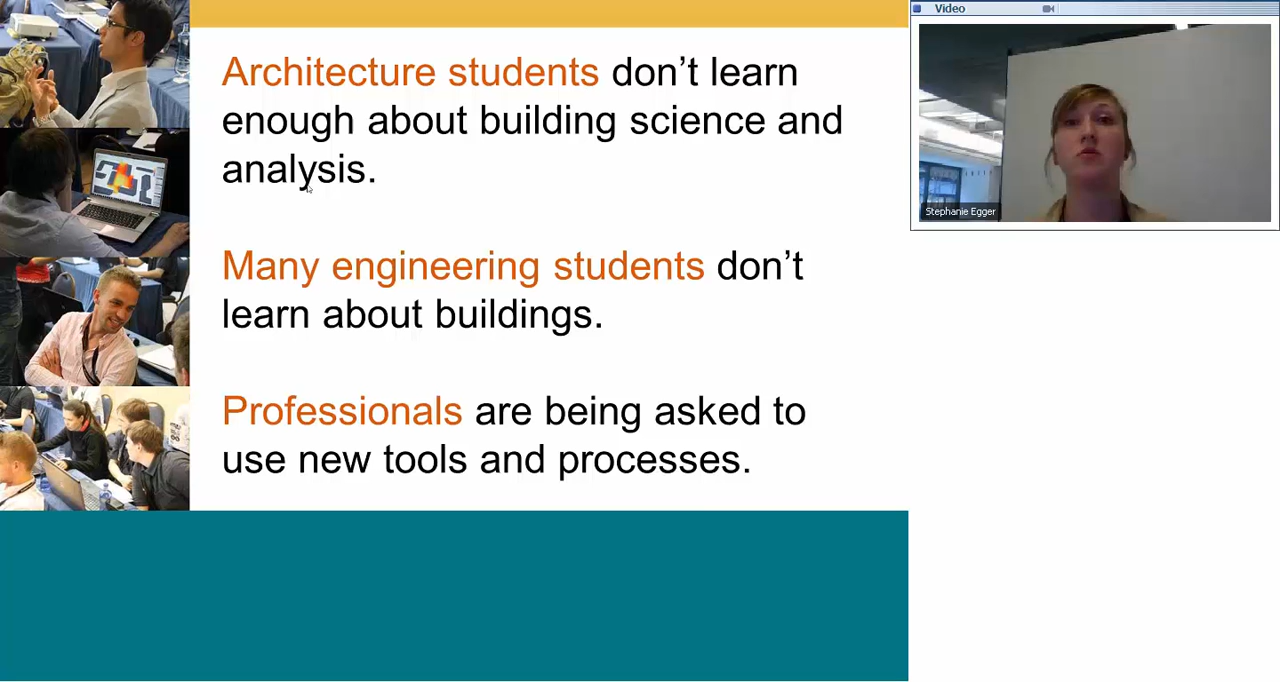 Architecture students don’t learn
enough about building science and
analysis.
Many engineering students don’t
learn about buildings.
Professionals are being asked to
use new tools and processes.
Video
Stephanie Egger